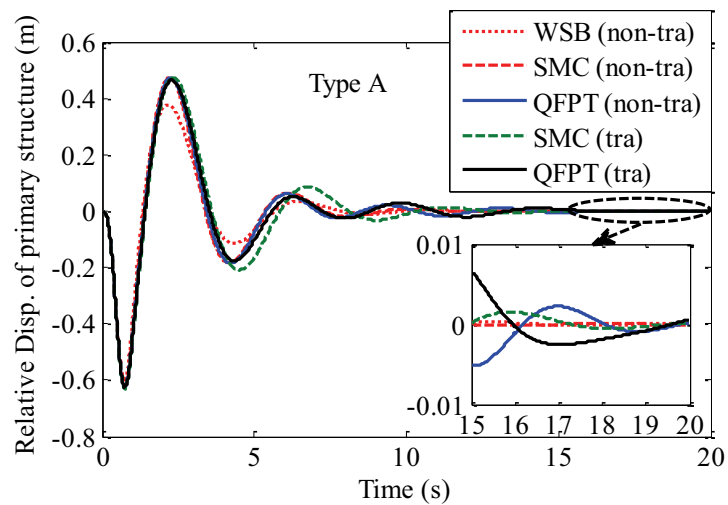 WSB (non-tra)
SMC (non-tra)
QFPT (non-tra)
SMC (tra)
QFPT (tra)
Type A
Relative Disp. of primary structure (m)
0.6
0.4
0.2
0
-0.2
-0.4
-0.6
-0.8
0 5 10 15 20
Time (s)
0.01
0
-0.01
15 16 17 18 19 20